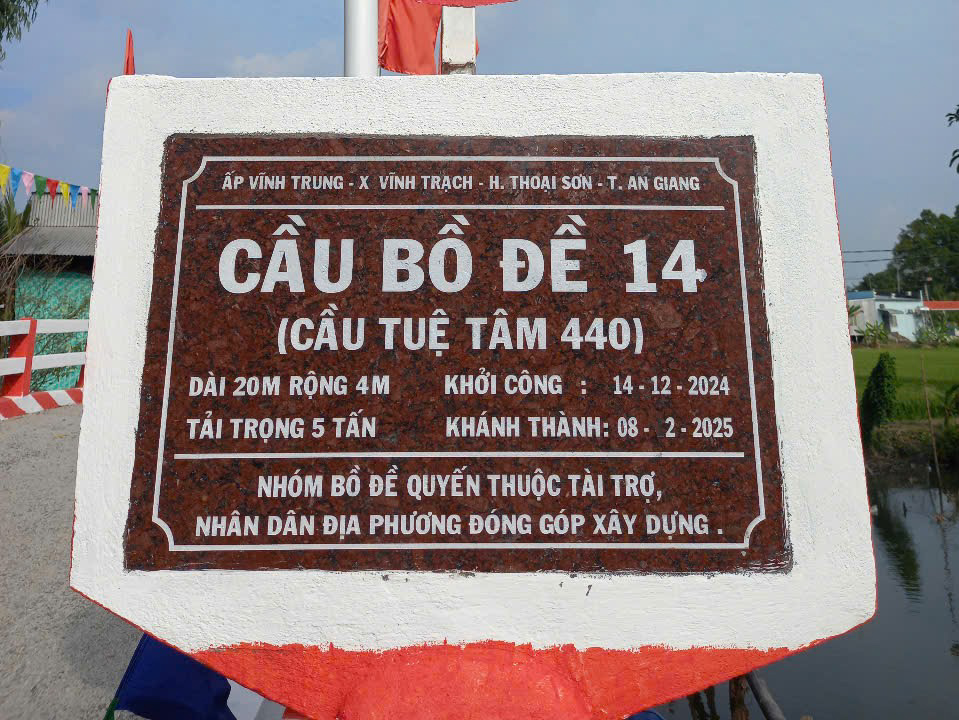 ẤP VĨNH TRUNG - X VĨNH TRẠCH - H. THOẠI SƠN - T. AN GIANG
CẦU BỒ ĐỀ 14
(CẦU TUỆ TÂM 440)
DÀI 20M RỘNG 4M KHỞI CÔNG : 14 - 12 - 2024
TẢI TRỌNG 5 TẤN KHÁNH THÀNH: 08 - 2 - 2025
NHÓM BỒ ĐỀ QUYẾN THUỘC TÀI TRỢ,
NHÂN DÂN ĐỊA PHƯƠNG ĐÓNG GÓP XÂY DỰNG .